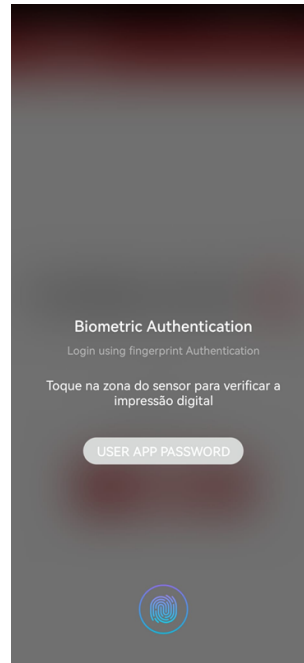 Biometric Authentication
Login using fingerprint Authentication
Toque na zona do sensor para verificar a
impressão digital
USER APP PASSWORD